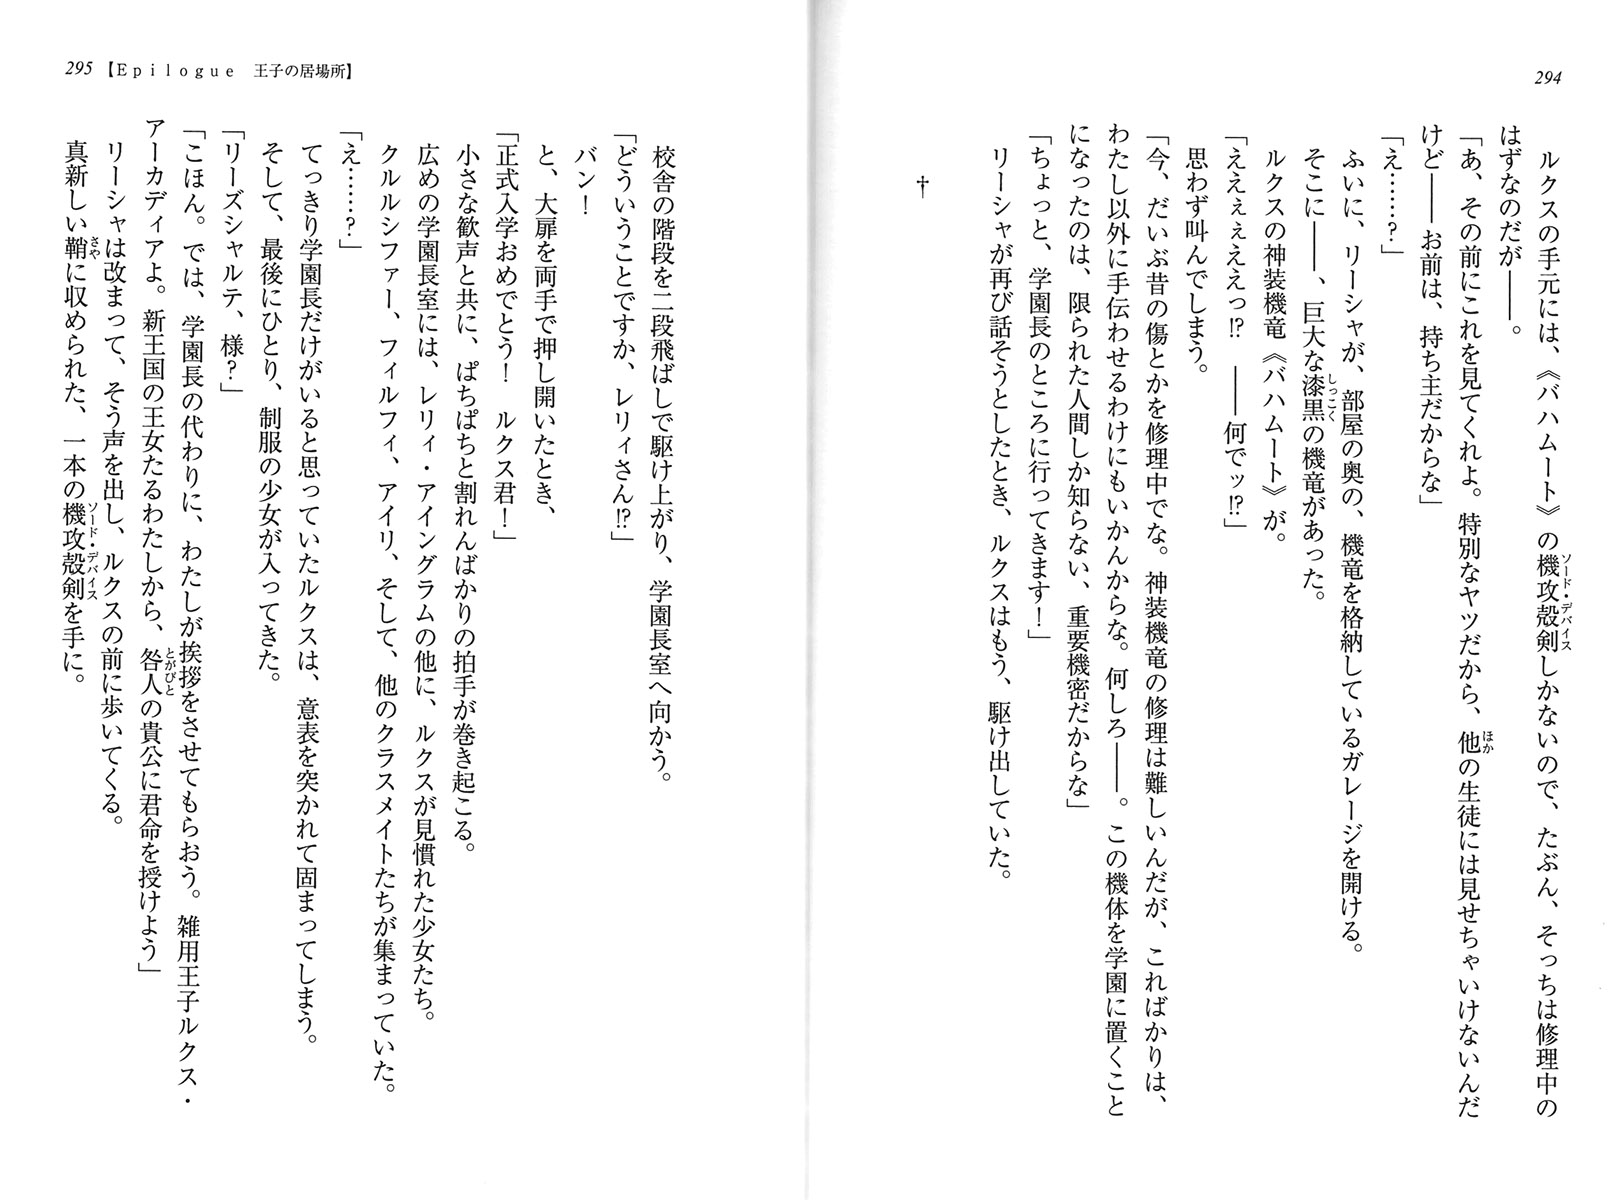 294
ルクスの手元には、《バハムート》の機攻殻剣しかないので、たぶん、そっちは修理中の
ソード・デバイス
はずなのだが――。
「あ、その前にこれを見てくれよ。特別なヤツだから、他の生徒には見せちゃいけないんだ
ほか
けど――お前は、持ち主だからな」
「え……?」
ふいに、リーシャが、部屋の奥の、機竜を格納しているガレージを開ける。
そこに――、巨大な漆黒の機竜があった。
しっこく
ルクスの神装機竜《バハムート》が。
「ええぇぇええっ!?　――何でッ!?」
思わず叫んでしまう。
「今、だいぶ昔の傷とかを修理中でな。神装機竜の修理は難しいんだが、こればかりは、
わたし以外に手伝わせるわけにもいかんからな。何しろ――。この機体を学園に置くこと
になったのは、限られた人間しか知らない、重要機密だからな」
「ちょっと、学園長のところに行ってきます！」
リーシャが再び話そうとしたとき、ルクスはもう、駆け出していた。
†
295【Epilogue　王子の居場所】
校舎の階段を二段飛ばしで駆け上がり、学園長室へ向かう。
「どういうことですか、レリィさん!?」
バン！
と、大扉を両手で押し開いたとき、
「正式入学おめでとう！　ルクス君！」
小さな歓声と共に、ぱちぱちと割れんばかりの拍手が巻き起こる。
広めの学園長室には、レリィ・アイングラムの他に、ルクスが見慣れた少女たち。
クルルシファー、フィルフィ、アイリ、そして、他のクラスメイトたちが集まっていた。
「え……?」
てっきり学園長だけがいると思っていたルクスは、意表を突かれて固まってしまう。
そして、最後にひとり、制服の少女が入ってきた。
「リーズシャルテ、様?」
「こほん。では、学園長の代わりに、わたしが挨拶をさせてもらおう。雑用王子ルクス・
アーカディアよ。新王国の王女たるわたしから、咎人の貴公に君命を授けよう」
とがびと
リーシャは改まって、そう声を出し、ルクスの前に歩いてくる。
真新しい鞘に収められた、一本の機攻殻剣を手に。
さや
ソード・デバイス